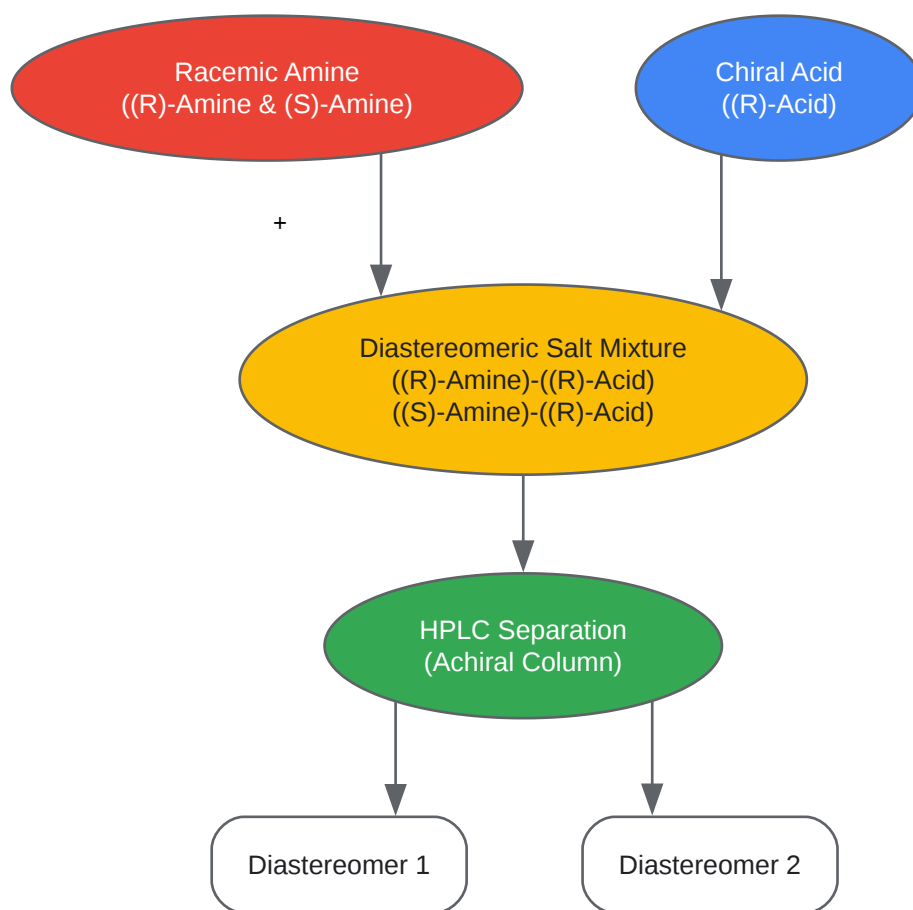 Racemic Amine
((R)-Amine & (S)-Amine)
Chiral Acid
((R)-Acid)
+
Diastereomeric Salt Mixture
((R)-Amine)-((R)-Acid)
((S)-Amine)-((R)-Acid)
HPLC Separation
(Achiral Column)
Diastereomer 1
Diastereomer 2